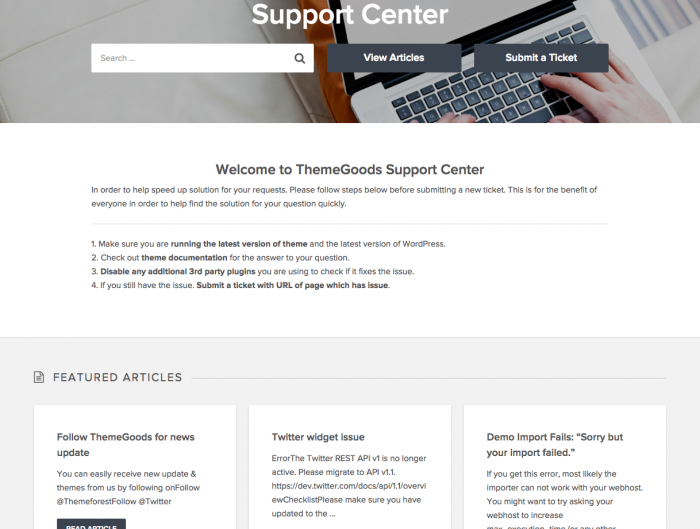 Support Center
Search ...
View Articles
Submit a Ticket
Welcome to ThemeGoods Support Center
In order to help speed up solution for your requests. Please follow steps below before submitting a new ticket. This is for the benefit of
everyone in order to help find the solution for your question quickly.
1. Make sure you are running the latest version of theme and the latest version of WordPress.
2. Check out theme documentation for the answer to your question.
3. Disable any additional 3rd party plugins you are using to check if it fixes the issue.
4. If you still have the issue. Submit a ticket with URL of page which has issue.
FEATURED ARTICLES
Follow ThemeGoods for news
update
You can easily receive new update &
themes from us by following onFollow
@ThemeforestFollow @Twitter
READ ARTICLE
Twitter widget issue
ErrorThe Twitter REST API v1 is no longer
active. Please migrate to API v1.1.
https://dev.twitter.com/docs/api/1.1/overvi
ewChecklistPlease make sure you have
updated to the ...
Demo Import Fails: “Sorry but
your import failed.”
If you get this error, most likely the
importer can not work with your webhost.
You might want to try asking your
webhost to increase
max_execution_time (or any other